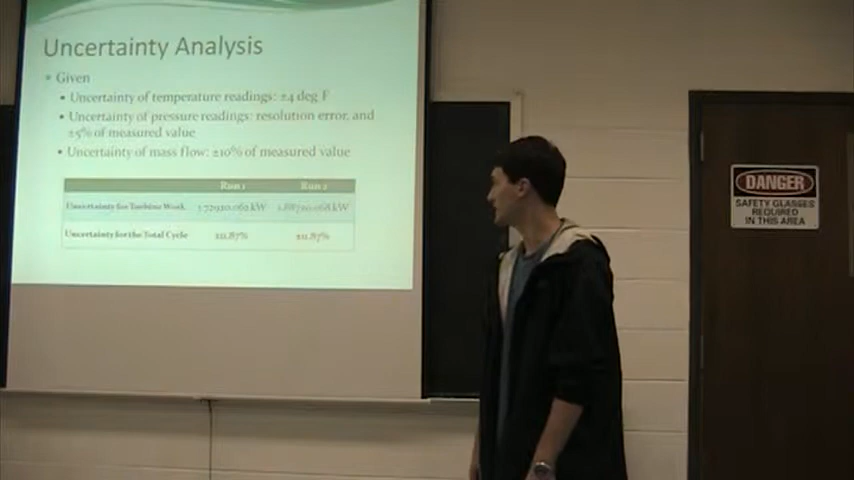 Uncertainty Analysis
Given
Uncertainty of temperature readings: ±4 deg F
Uncertainty of pressure readings: resolution error, and
±5% of measured value
Uncertainty of mass flow: ±10% of measured value
Run 1 Run 2
Uncertainty for Turbine Work
Uncertainty for the Total Cycle
DANGER
SAFETY GLASSES
REQUIRED
IN THIS AREA